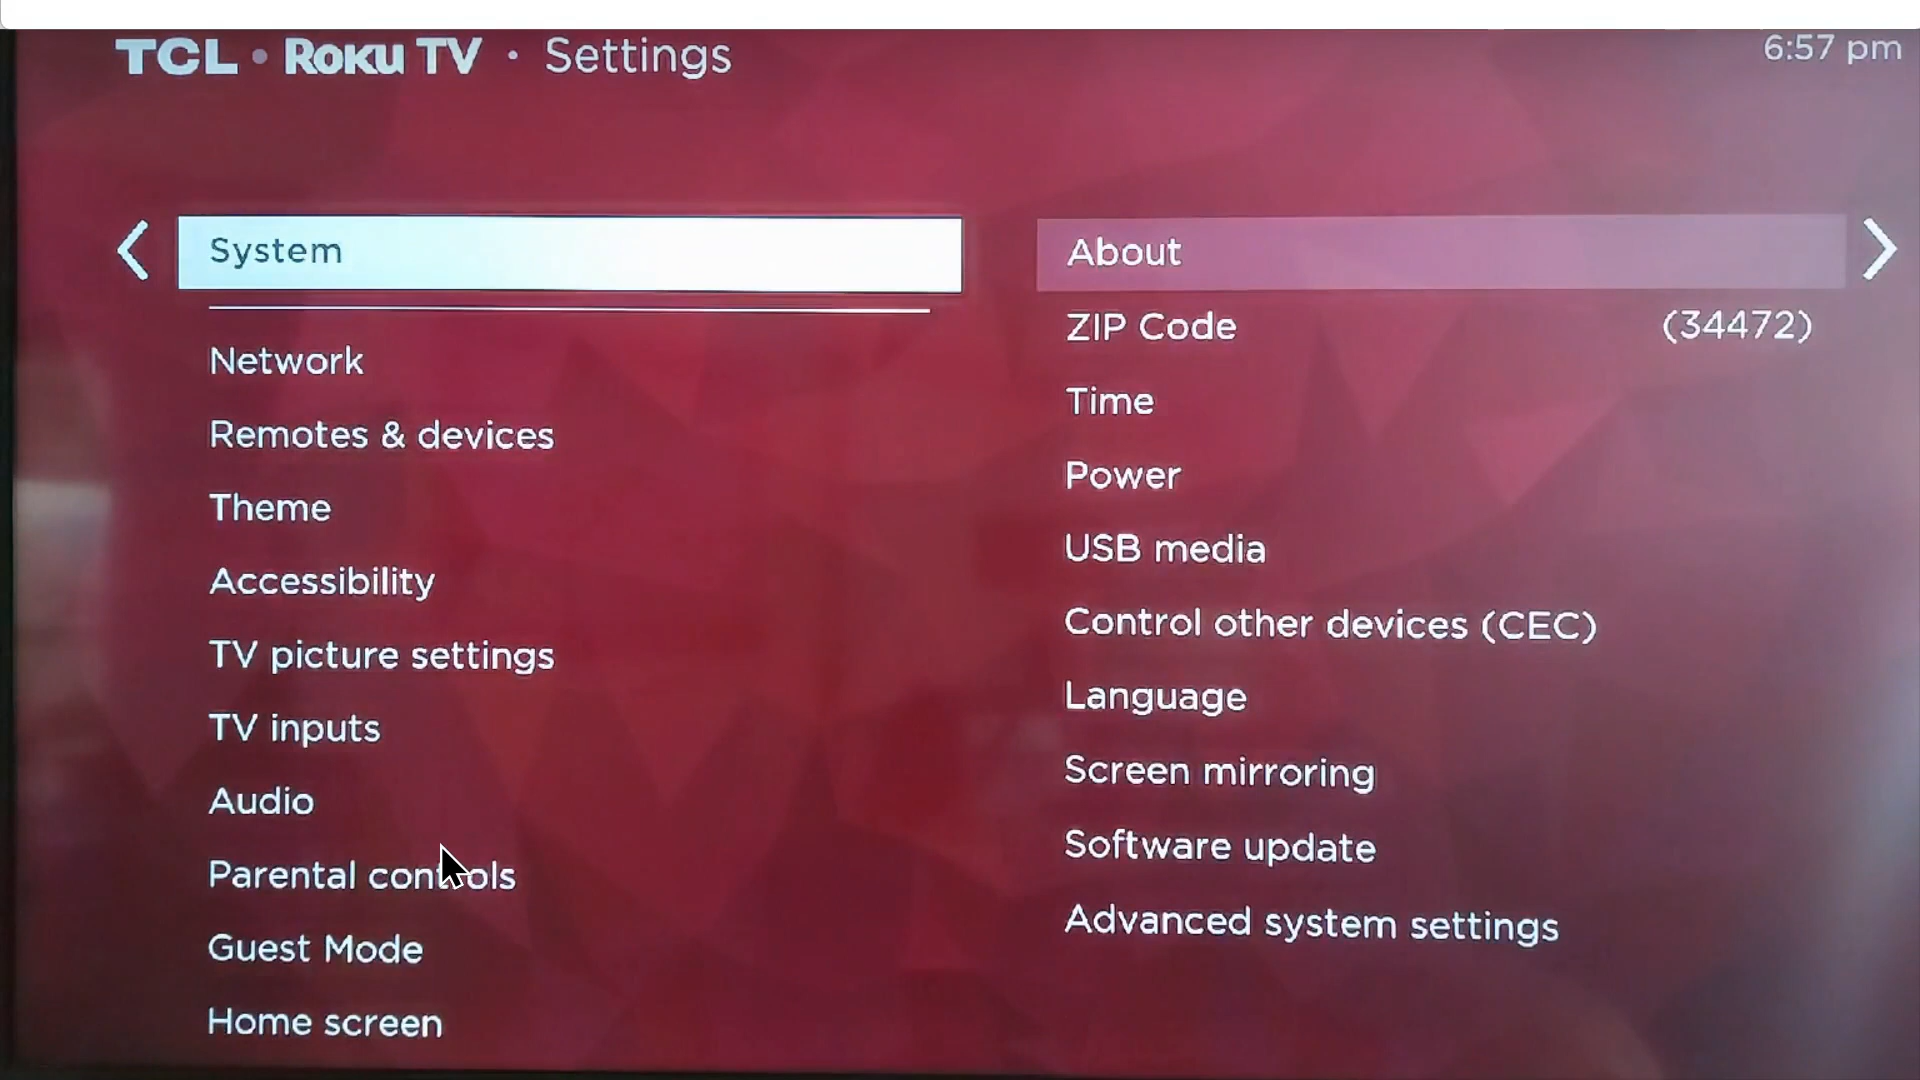 TCL • Roku TV • Settings
6:57 pm
System
Network
Remotes & devices
Theme
Accessibility
TV picture settings
TV inputs
Audio
Parental controls
Guest Mode
Home screen
About
ZIP Code (34472)
Time
Power
USB media
Control other devices (CEC)
Language
Screen mirroring
Software update
Advanced system settings